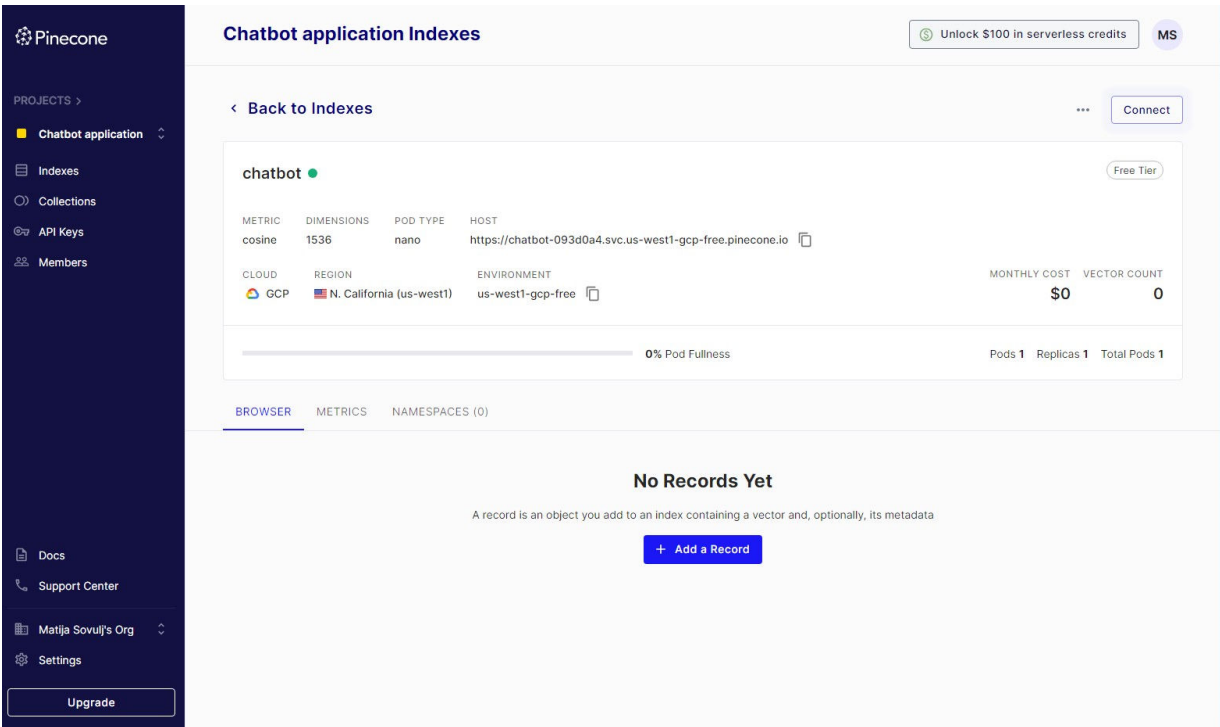 Pinecone
PROJECTS >
Chatbot application
Indexes
Collections
API Keys
Members
Docs
Support Center
Matija Sovulj's Org
Settings
Upgrade
Chatbot application Indexes
Unlock $100 in serverless credits
MS
< Back to Indexes
... Connect
chatbot
Free Tier
METRIC DIMENSIONS POD TYPE HOST
cosine 1536 nano https://chatbot-093d0a4.svc.us-west1-gcp-free.pinecone.io
CLOUD REGION ENVIRONMENT MONTHLY COST VECTOR COUNT
GCP N. California (us-west1) us-west1-gcp-free $0 0
0% Pod Fullness Pods 1 Replicas 1 Total Pods 1
BROWSER METRICS NAMESPACES (0)
No Records Yet
A record is an object you add to an index containing a vector and, optionally, its metadata
+ Add a Record